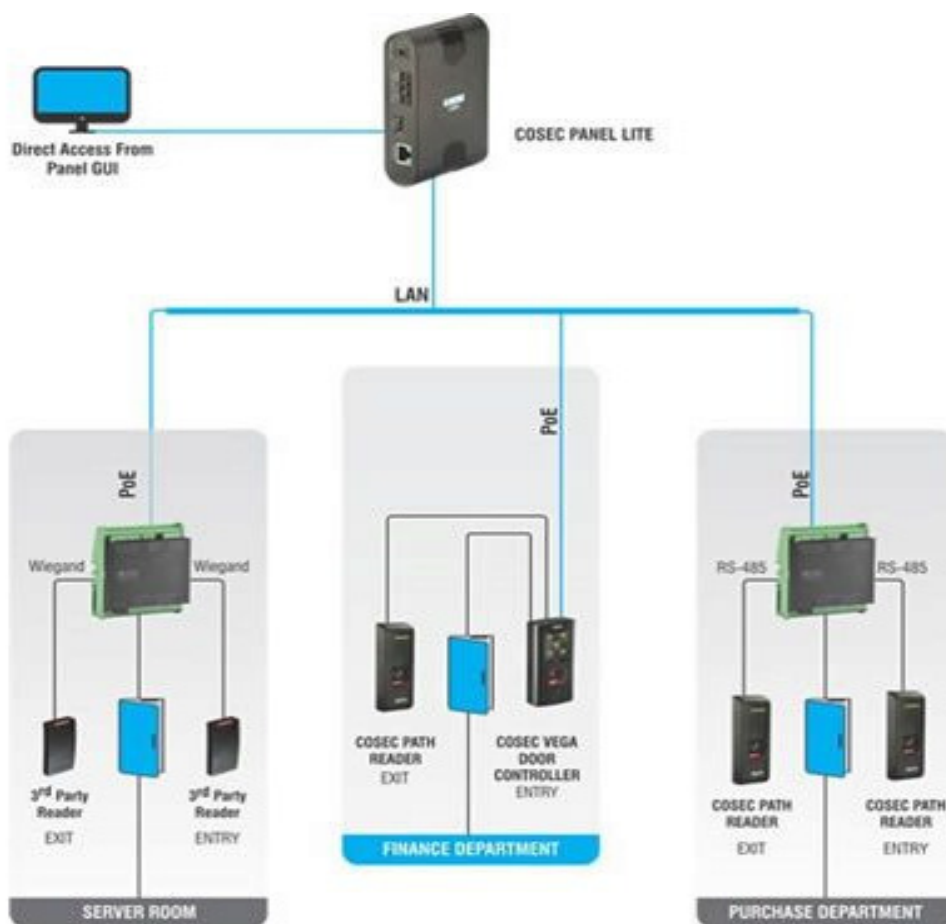 COSEC PANEL LITE
Direct Access From
Panel GUI
LAN
PoE
PoE
PoE
Wiegand
Wiegand
RS-485
RS-485
3rd Party
Reader
EXIT
3rd Party
Reader
ENTRY
COSEC PATH
READER
EXIT
COSEC VEGA
DOOR
CONTROLLER
ENTRY
COSEC PATH
READER
EXIT
COSEC PATH
READER
ENTRY
SERVER ROOM
FINANCE DEPARTMENT
PURCHASE DEPARTMENT